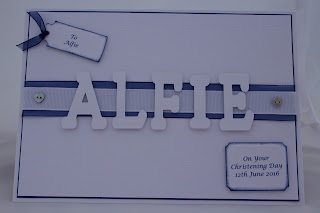 To
Alfie
ALFIE
On Your
Christening Day
12th June 2016